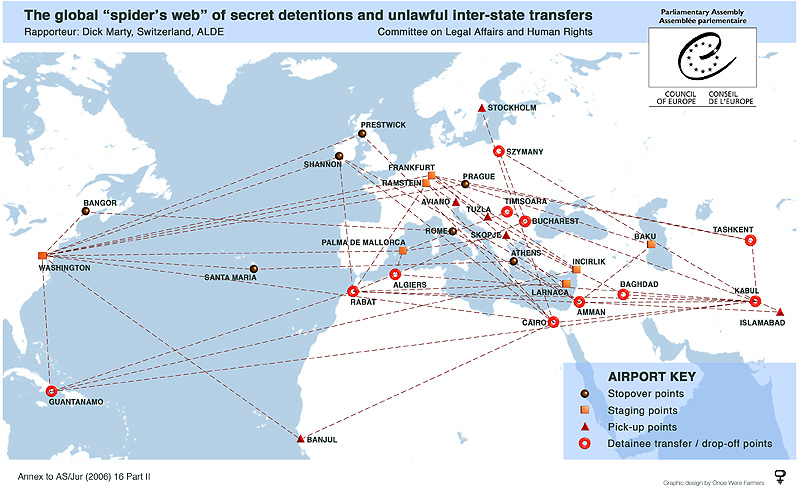 The global “spider's web” of secret detentions and unlawful inter-state transfers
Rapporteur: Dick Marty, Switzerland, ALDE
Committee on Legal Affairs and Human Rights
Parliamentary Assembly
Assemblée parlementaire
COUNCIL
OF EUROPE
CONSEIL
DE L'EUROPE
STOCKHOLM
PRESTWICK
SZYMANY
SHANNON
FRANKFURT
RAMSTEIN
PRAGUE
BANGOR
AVIANO
TUZLA
TIMISOARA
BUCHAREST
TASHKENT
ROME
SKOPJE
BAKU
PALMA DE MALLORCA
ATHENS
WASHINGTON
INCIRLIK
SANTA MARIA
ALGIERS
LARNACA
BAGHDAD
KABUL
RABAT
AMMAN
CAIRO
ISLAMABAD
GUANTANAMO
BANJUL
AIRPORT KEY
Stopover points
Staging points
Pick-up points
Detainee transfer / drop-off points
Annex to AS/Jur (2006) 16 Part II
Graphic design by Once Were Farmers